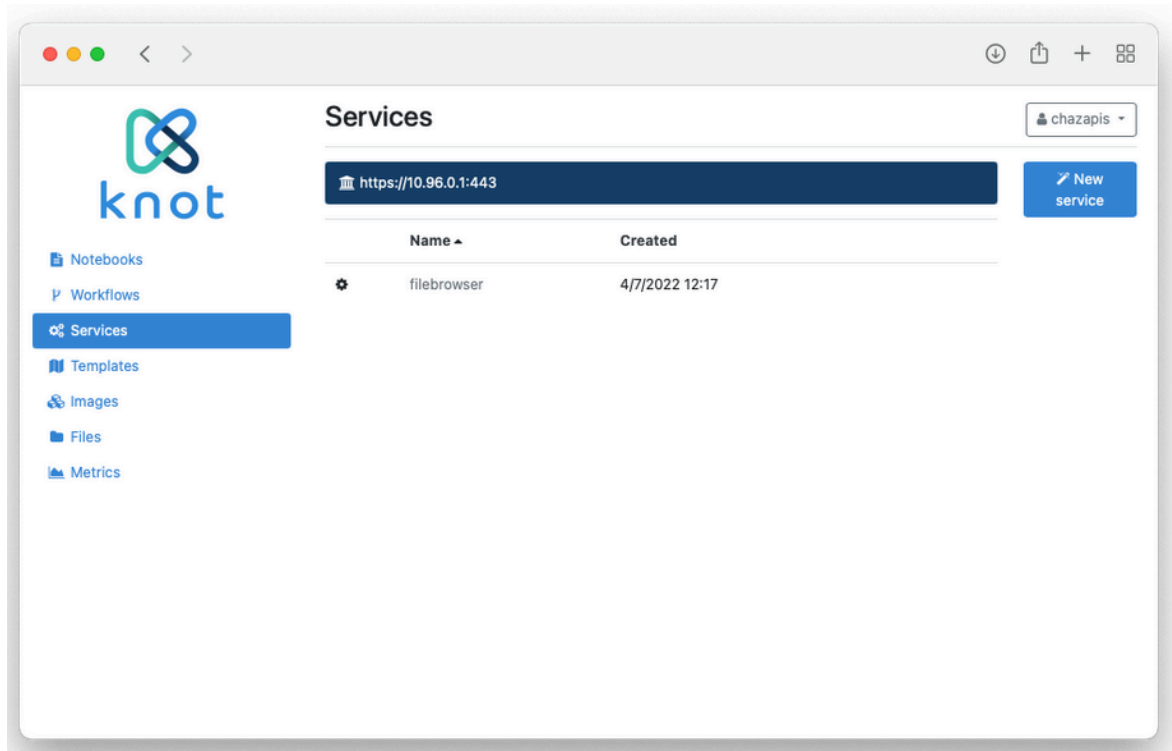 knot
Notebooks
Workflows
Services
Templates
Images
Files
Metrics
Services
chazapis
https://10.96.0.1:443
New
service
Name Created
filebrowser 4/7/2022 12:17